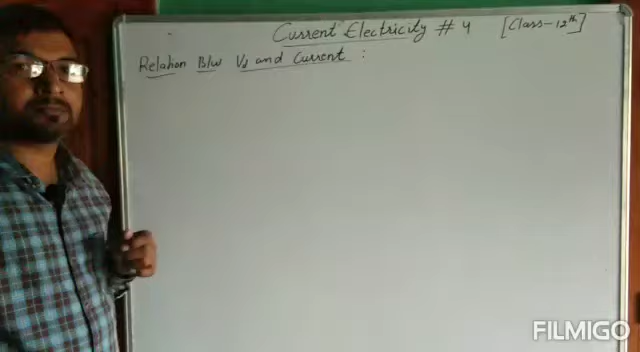 Current Electricity # 4 [Class-12th]
Relation B/w Vd and Current :
FILMIGO